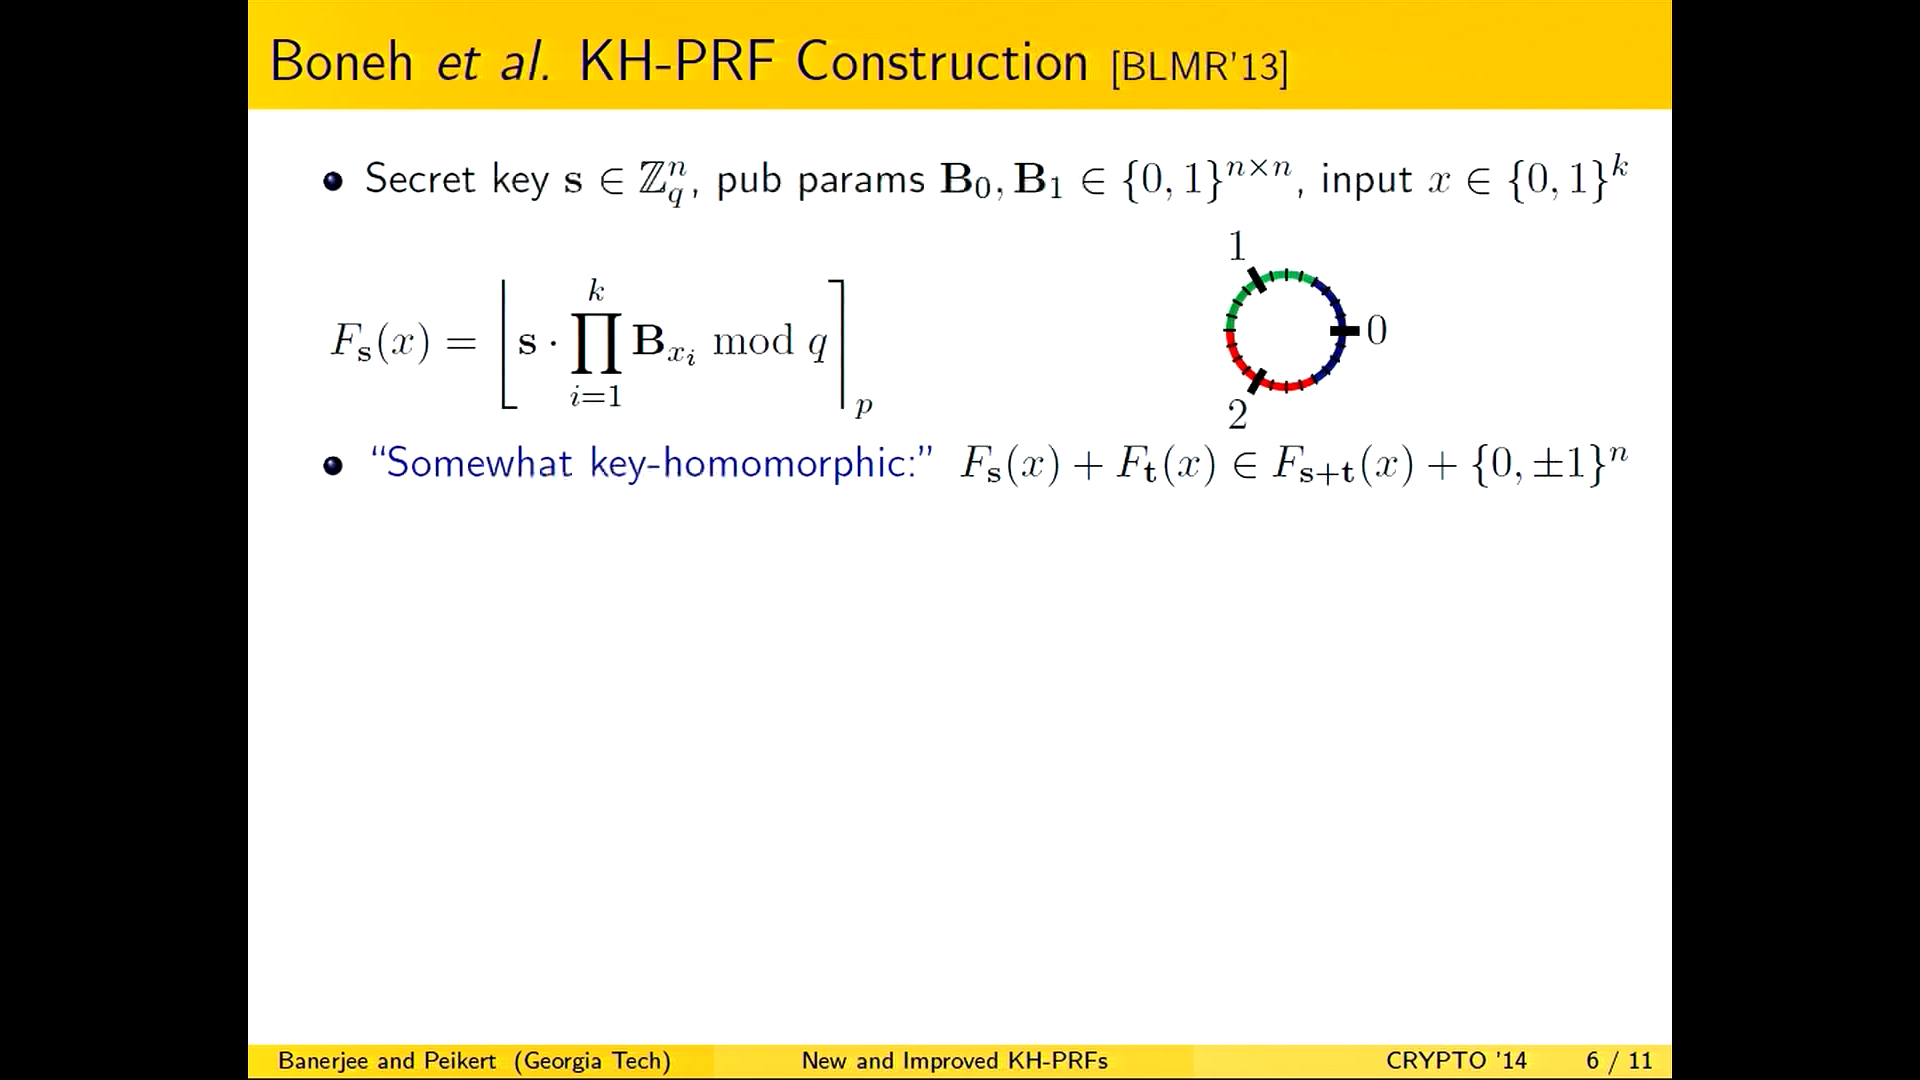 Boneh et al. KH-PRF Construction [BLMR'13]
• Secret key s ∈ ℤ_q^n, pub params B_0, B_1 ∈ {0, 1}^{n×n}, input x ∈ {0, 1}^k
F_s(x) = ⌊s · ∏_{i=1}^{k} B_{x_i} mod q⌉_p
1
0
2
• “Somewhat key-homomorphic:” F_s(x) + F_t(x) ∈ F_{s+t}(x) + {0, ±1}^n
Banerjee and Peikert (Georgia Tech) New and Improved KH-PRFs CRYPTO '14 6 / 11